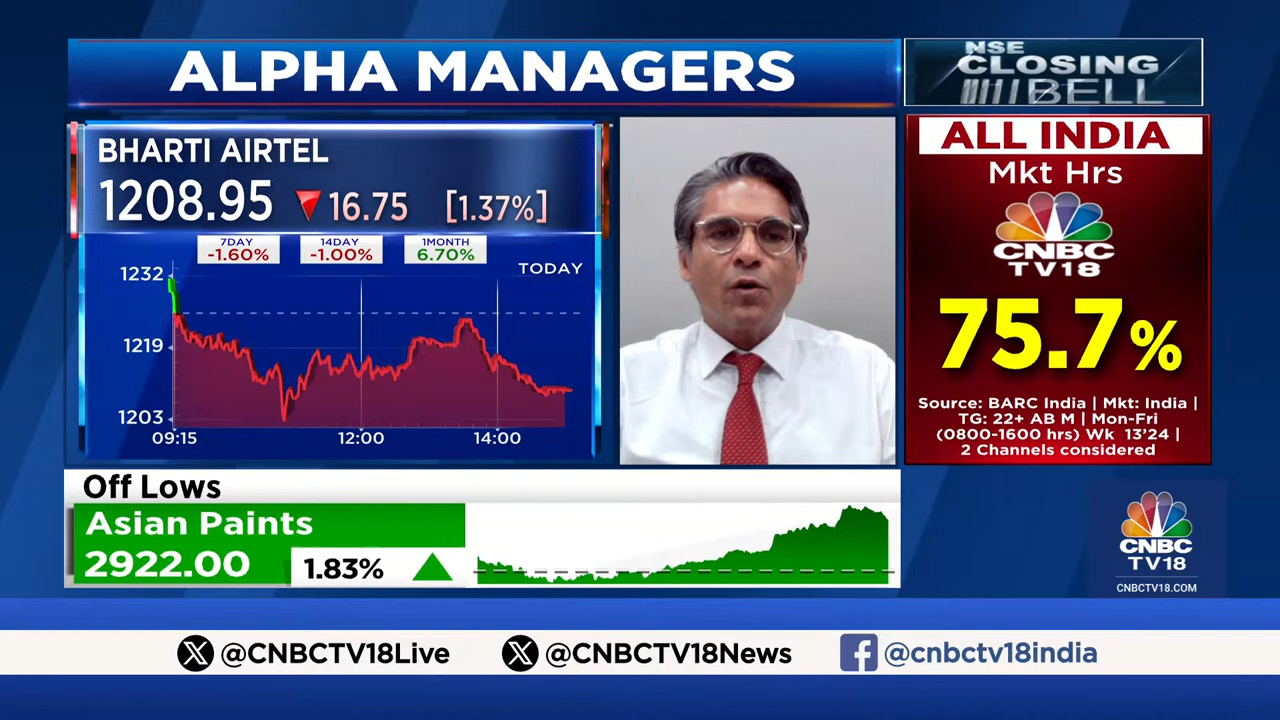 ALPHA MANAGERS
NSE
CLOSING
BELL
BHARTI AIRTEL
1208.95 ▼ 16.75 [1.37%]
7DAY
-1.60%
14DAY
-1.00%
1MONTH
6.70%
TODAY
1232
1219
1203
09:15 12:00 14:00
ALL INDIA
Mkt Hrs
CNBC
TV18
75.7%
Source: BARC India | Mkt: India |
TG: 22+ AB M | Mon-Fri
(0800-1600 hrs) Wk 13'24 |
2 Channels considered
Off Lows
Asian Paints
2922.00 1.83% ▲
CNBC
TV18
CNBCTV18.COM
@CNBCTV18Live @CNBCTV18News @cnbctv18india